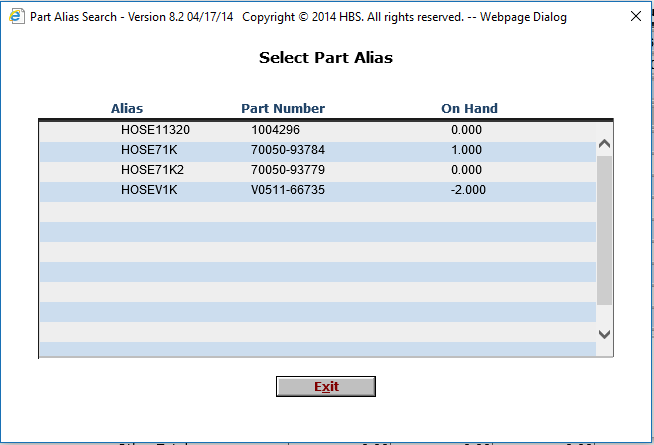 Part Alias Search - Version 8.2 04/17/14 Copyright © 2014 HBS. All rights reserved. -- Webpage Dialog
Select Part Alias
Alias Part Number On Hand
HOSE11320 1004296 0.000
HOSE71K 70050-93784 1.000
HOSE71K2 70050-93779 0.000
HOSEV1K V0511-66735 -2.000
Exit